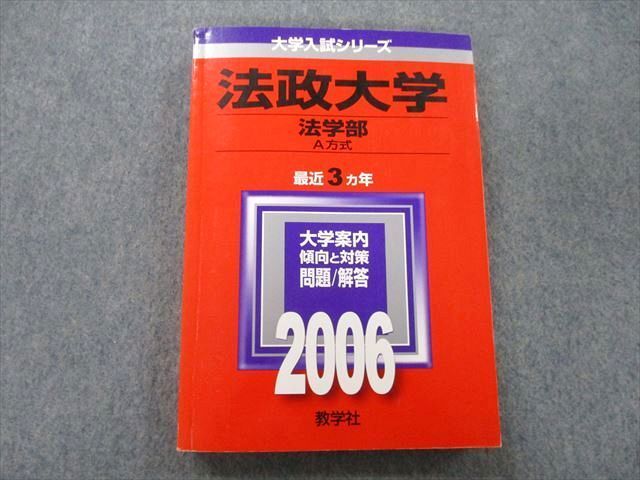 大学入試シリーズ
法政大学
法学部
A方式
最近3ヵ年
大学案内
傾向と対策
問題/解答
2006
教学社